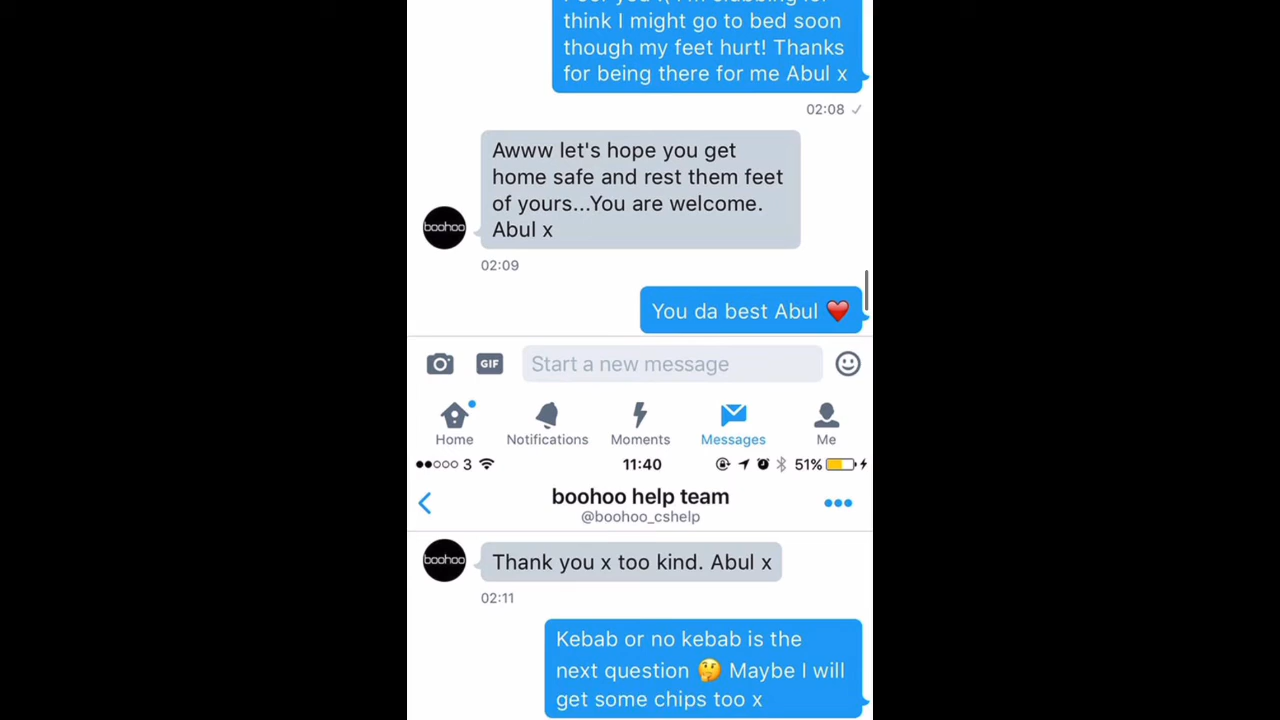 think I might go to bed soon
though my feet hurt! Thanks
for being there for me Abul x
02:08
Awww let's hope you get
home safe and rest them feet
of yours...You are welcome.
Abul x
boohoo
02:09
You da best Abul ❤️
GIF
Start a new message
Home
Notifications
Moments
Messages
Me
3
11:40
51%
boohoo help team
@boohoo_cshelp
boohoo
Thank you x too kind. Abul x
02:11
Kebab or no kebab is the
next question 🤔 Maybe I will
get some chips too x